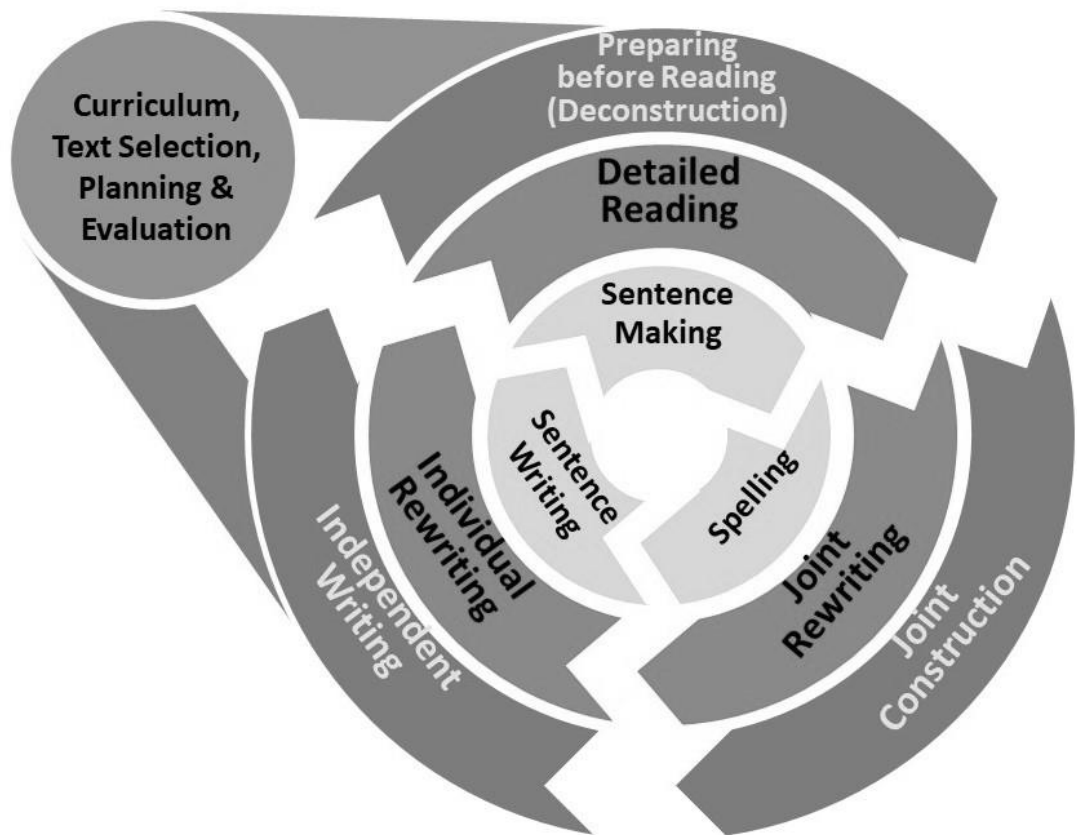 Curriculum,
Text Selection,
Planning &
Evaluation
Preparing
before Reading
(Deconstruction)
Detailed
Reading
Sentence
Making
Sentence
Writing
Spelling
Individual
Rewriting
Joint
Rewriting
Independent
Writing
Joint
Construction